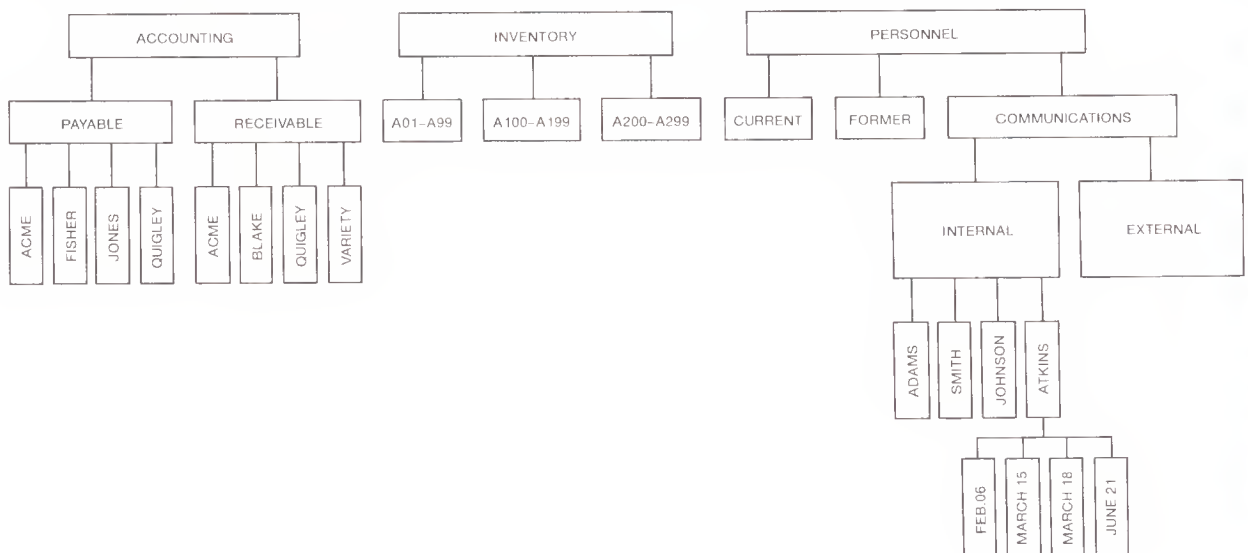 ACCOUNTING
INVENTORY
PERSONNEL
PAYABLE
RECEIVABLE
A01-A99
A100-A199
A200-A299
CURRENT
FORMER
COMMUNICATIONS
ACME
FISHER
JONES
QUIGLEY
ACME
BLAKE
QUIGLEY
VARIETY
INTERNAL
EXTERNAL
ADAMS
SMITH
JOHNSON
ATKINS
FEB.06
MARCH 15
MARCH 18
JUNE 21